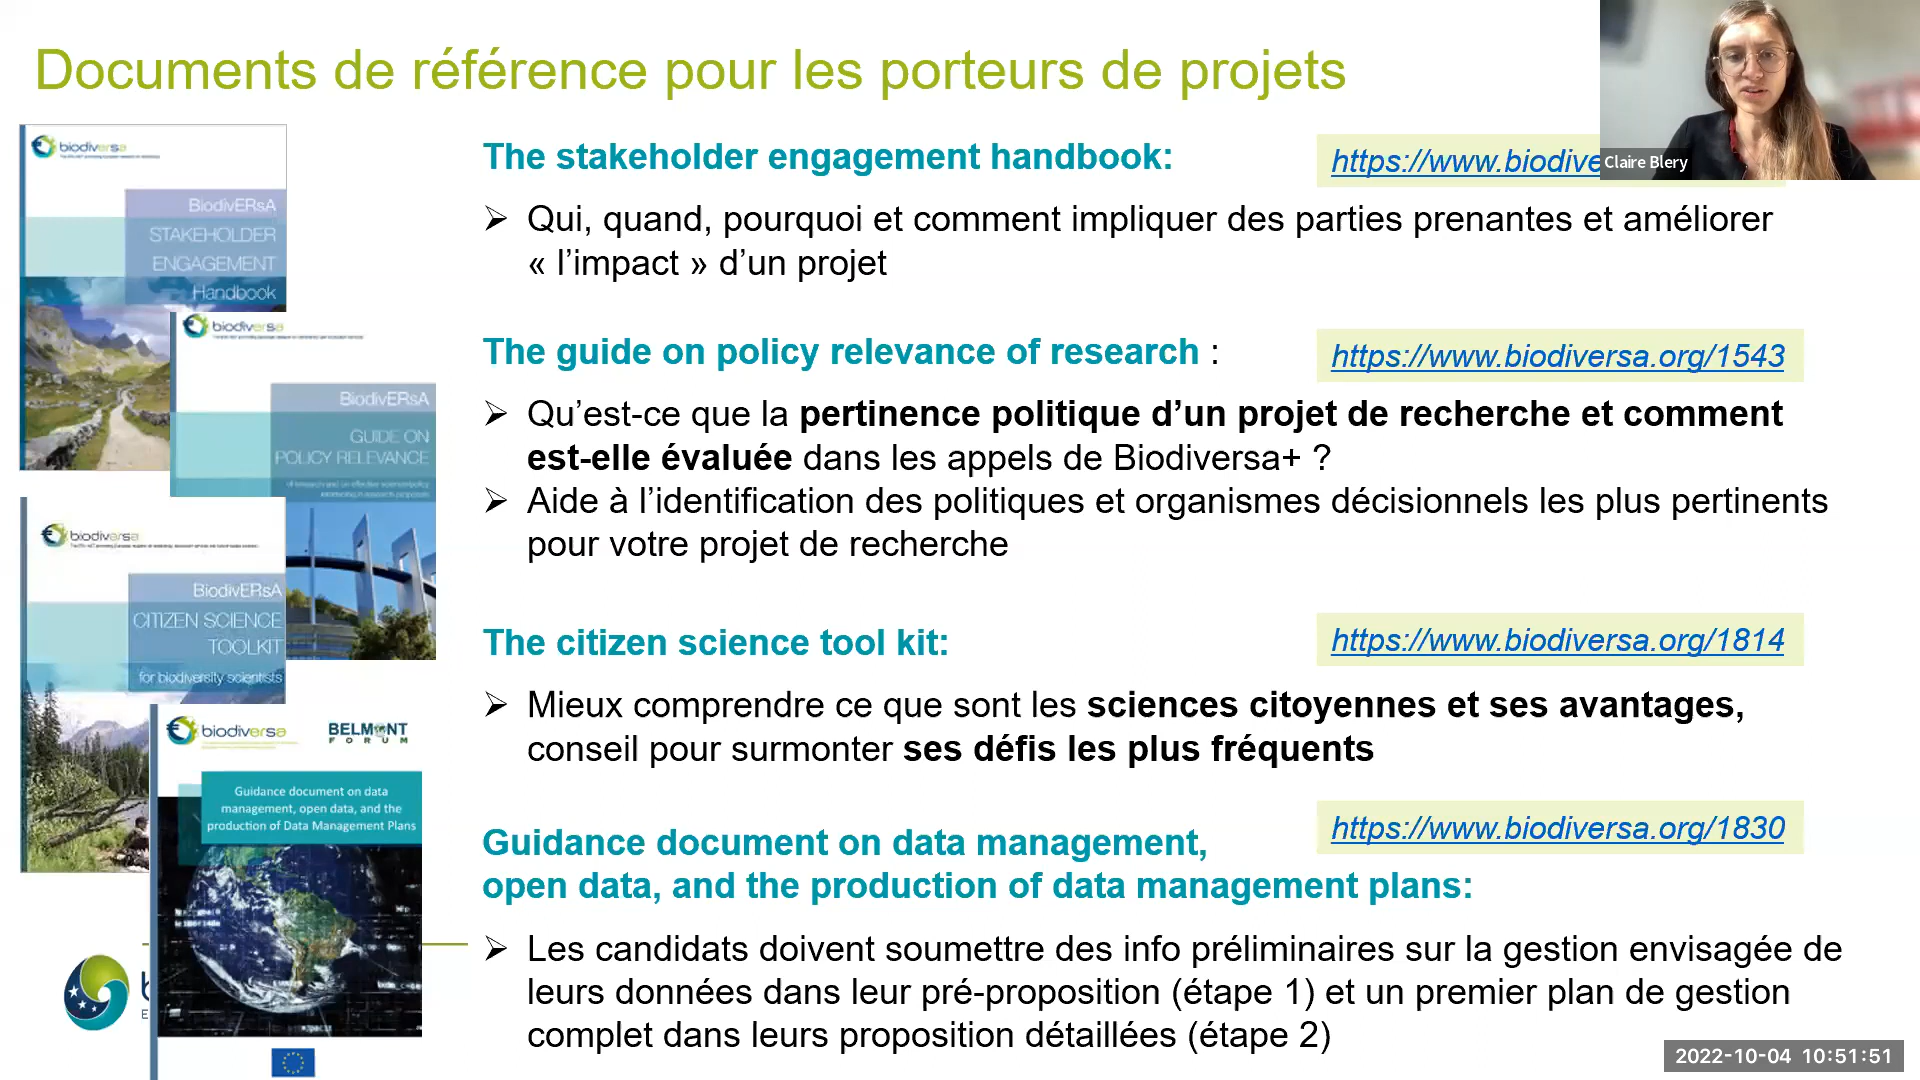 Documents de référence pour les porteurs de projets
Claire Blery
biodiversa
BiodivERsA
STAKEHOLDER
ENGAGEMENT
Handbook
biodiversa
BiodivERsA
GUIDE ON
POLICY RELEVANCE
biodiversa
BiodivERsA
CITIZEN SCIENCE
TOOLKIT
for biodiversity scientists
biodiversa
BELMONT
FORUM
Guidance document on data
management, open data, and the
production of Data Management Plans
The stakeholder engagement handbook:
https://www.biodive
➢ Qui, quand, pourquoi et comment impliquer des parties prenantes et améliorer
« l’impact » d’un projet
The guide on policy relevance of research :
https://www.biodiversa.org/1543
➢ Qu’est-ce que la pertinence politique d’un projet de recherche et comment
est-elle évaluée dans les appels de Biodiversa+ ?
➢ Aide à l’identification des politiques et organismes décisionnels les plus pertinents
pour votre projet de recherche
The citizen science tool kit:
https://www.biodiversa.org/1814
➢ Mieux comprendre ce que sont les sciences citoyennes et ses avantages,
conseil pour surmonter ses défis les plus fréquents
https://www.biodiversa.org/1830
Guidance document on data management,
open data, and the production of data management plans:
➢ Les candidats doivent soumettre des info préliminaires sur la gestion envisagée de
leurs données dans leur pré-proposition (étape 1) et un premier plan de gestion
complet dans leurs proposition détaillées (étape 2)
2022-10-04 10:51:51